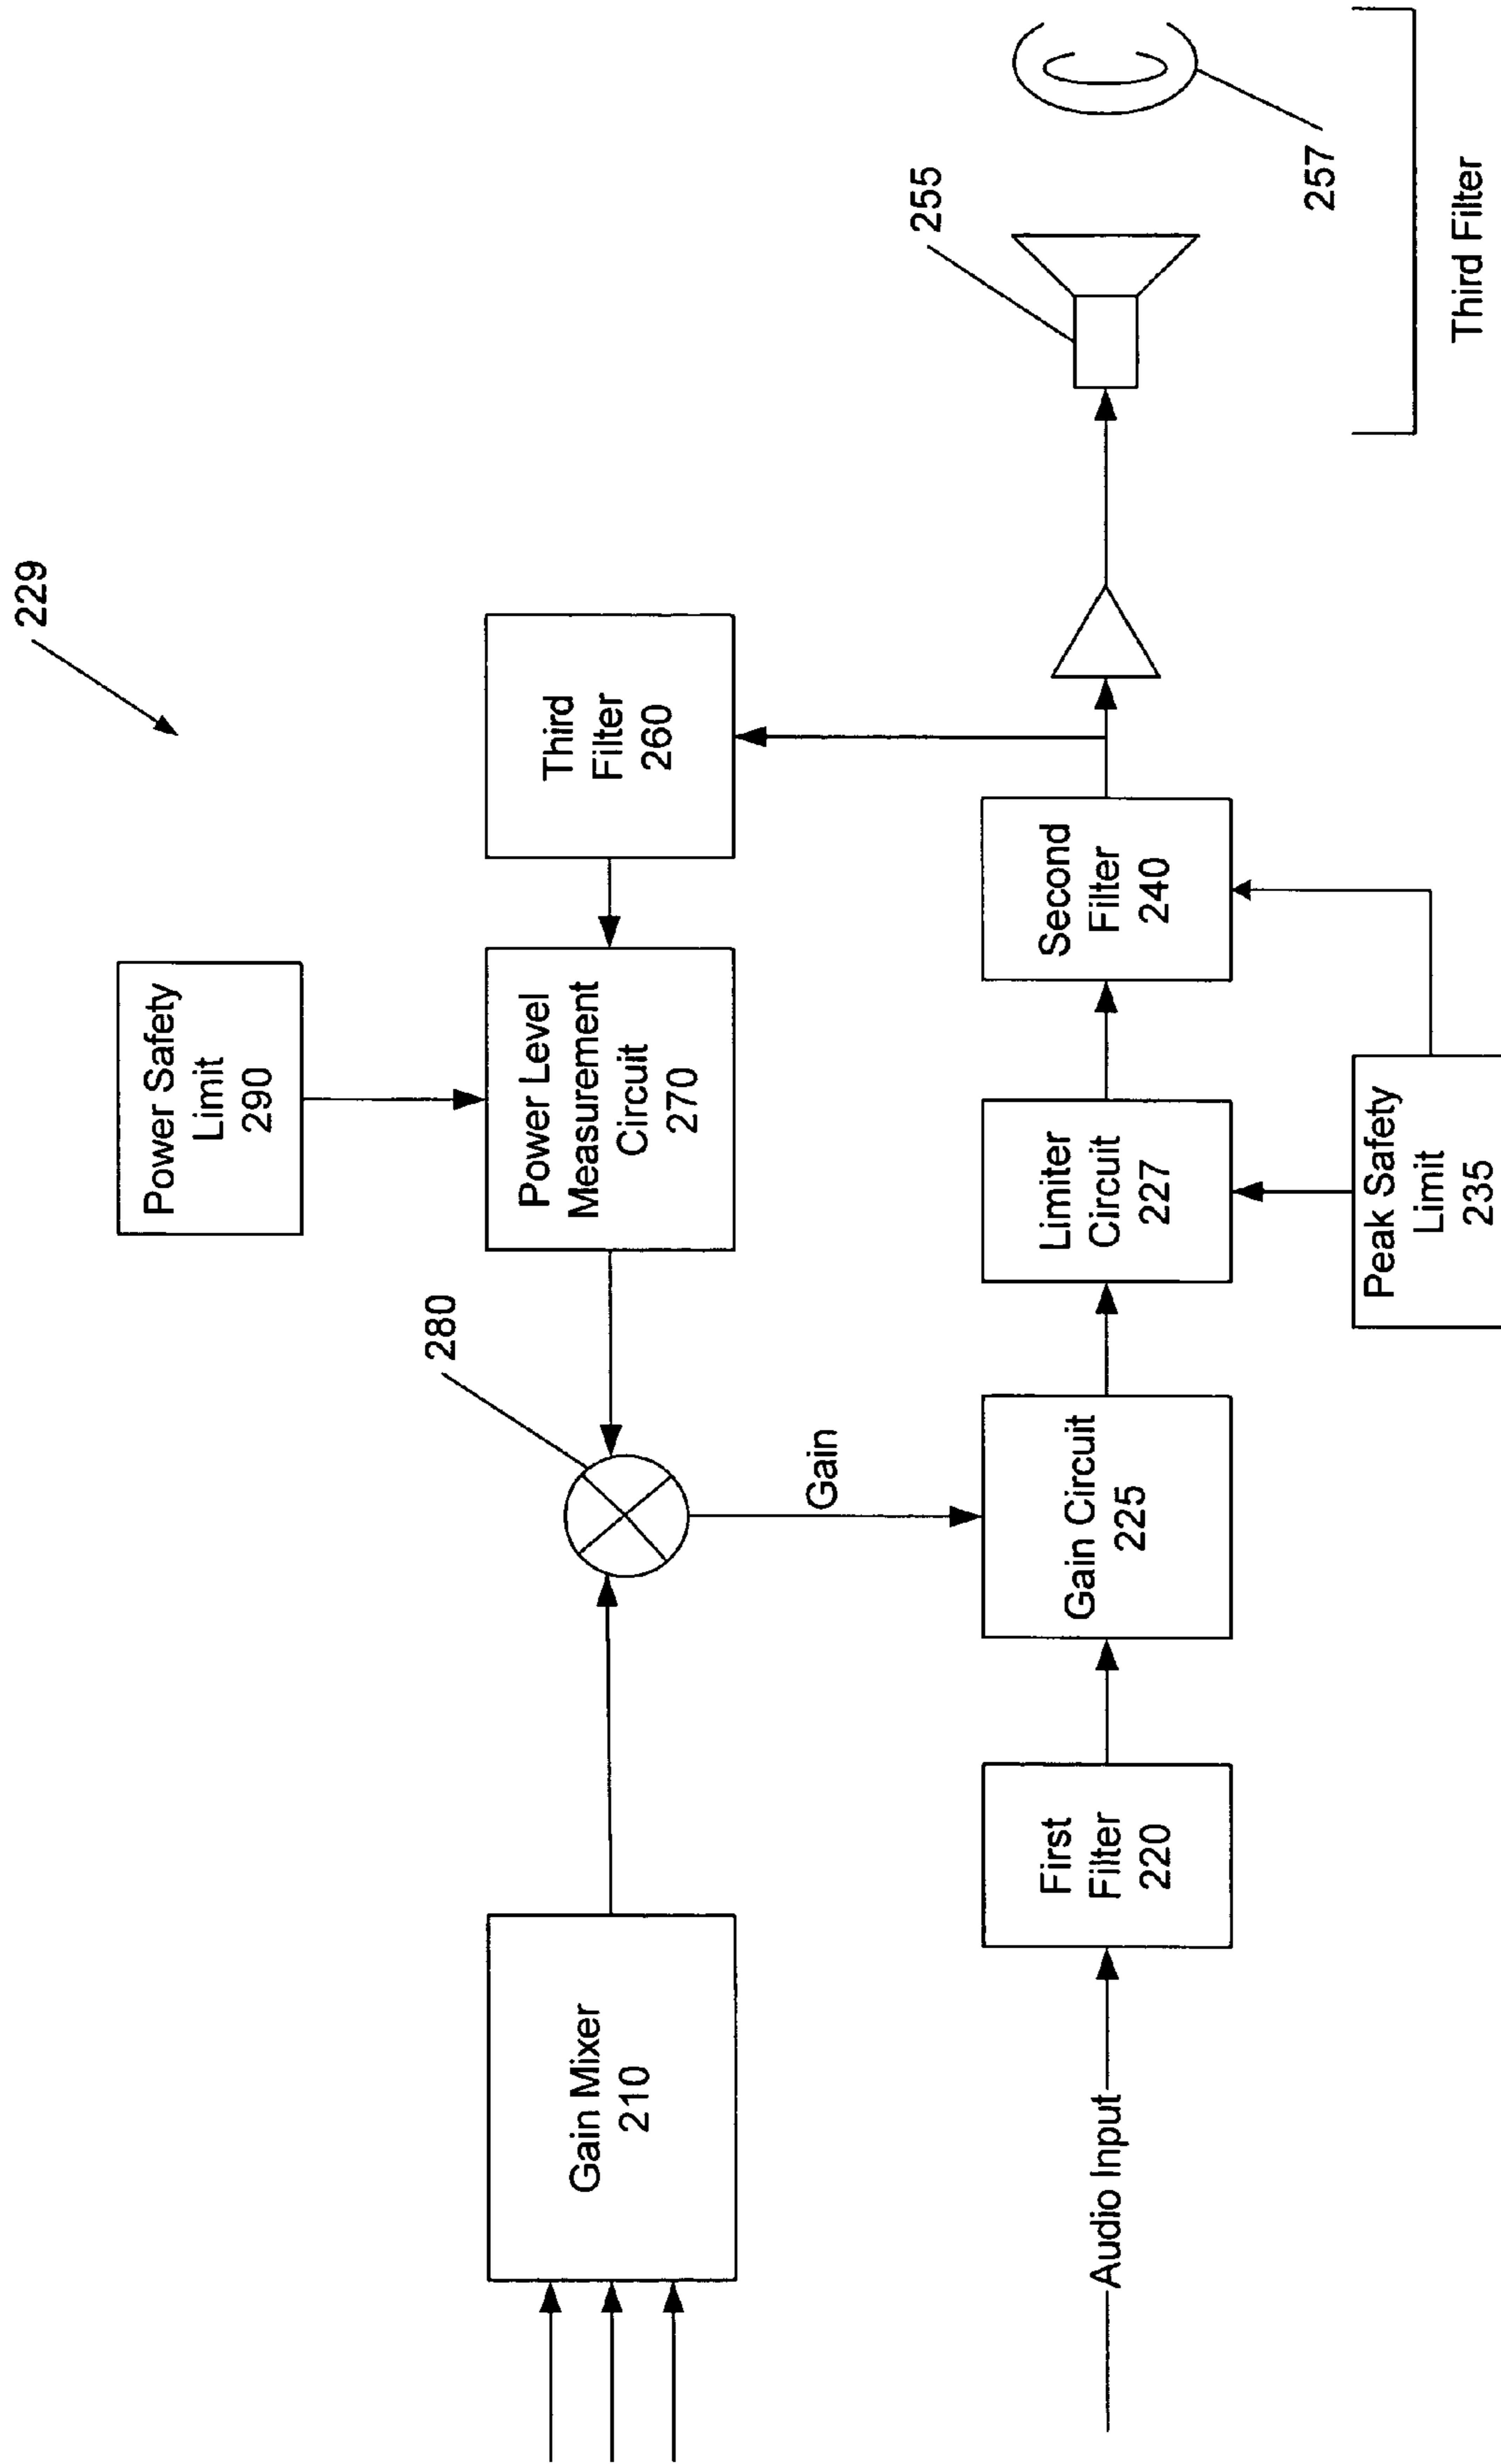 229
Power Safety
Limit
290
Third
Filter
260
Power Level
Measurement
Circuit
270
280
Gain Mixer
210
Gain
255
257
Third Filter
Audio Input
First
Filter
220
Gain Circuit
225
Limiter
Circuit
227
Second
Filter
240
Peak Safety
Limit
235